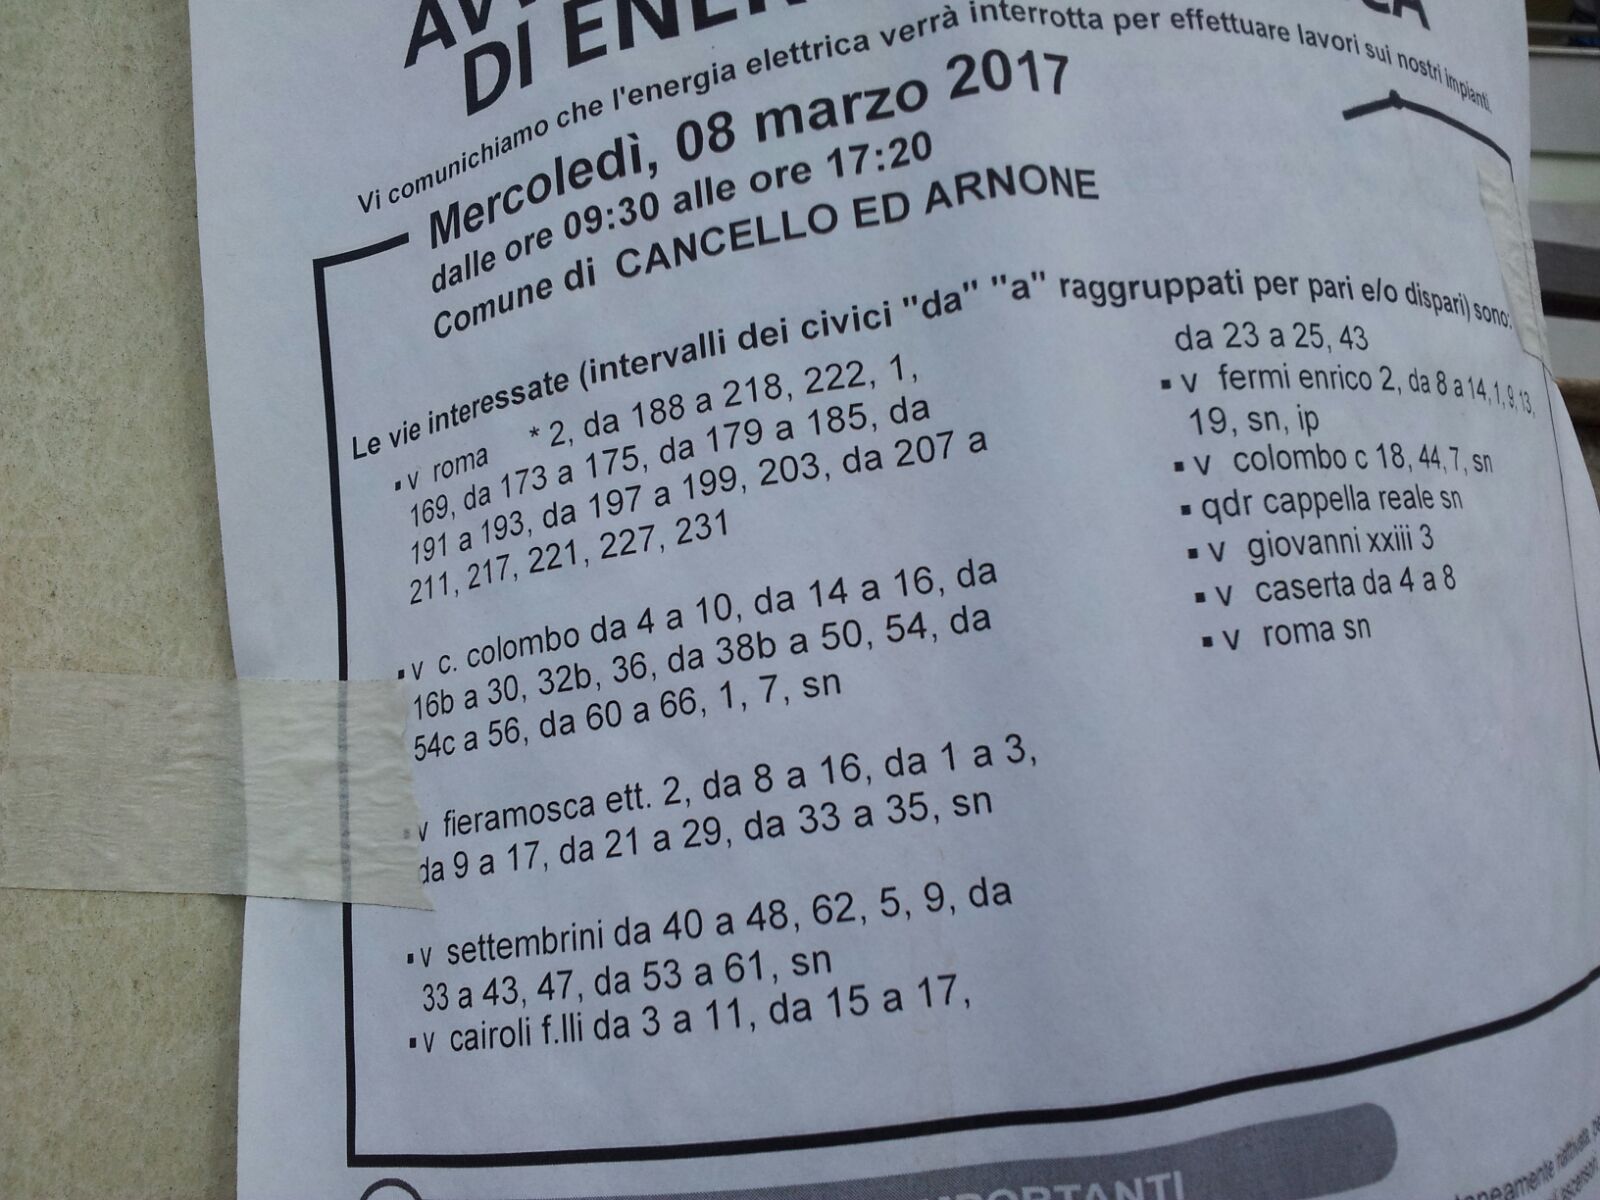 DI ENER
Vi comunichiamo che l'energia elettrica verrà interrotta per effettuare lavori sui nostri impianti.
Mercoledì, 08 marzo 2017
dalle ore 09:30 alle ore 17:20
Comune di CANCELLO ED ARNONE
Le vie interessate (intervalli dei civici "da" "a" raggruppati per pari e/o dispari) sono:
▪ v roma * 2, da 188 a 218, 222, 1,
169, da 173 a 175, da 179 a 185, da
191 a 193, da 197 a 199, 203, da 207 a
211, 217, 221, 227, 231
▪ v c. colombo da 4 a 10, da 14 a 16, da
16b a 30, 32b, 36, da 38b a 50, 54, da
54c a 56, da 60 a 66, 1, 7, sn
▪ v fieramosca ett. 2, da 8 a 16, da 1 a 3,
da 9 a 17, da 21 a 29, da 33 a 35, sn
▪ v settembrini da 40 a 48, 62, 5, 9, da
33 a 43, 47, da 53 a 61, sn
▪ v cairoli f.lli da 3 a 11, da 15 a 17,
da 23 a 25, 43
▪ v fermi enrico 2, da 8 a 14, 1, 9, 13,
19, sn, ip
▪ v colombo c 18, 44, 7, sn
▪ qdr cappella reale sn
▪ v giovanni xxiii 3
▪ v caserta da 4 a 8
▪ v roma sn